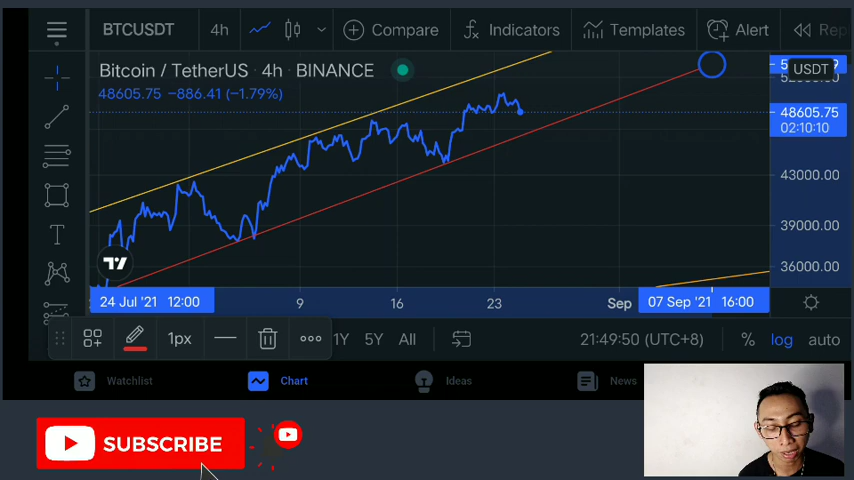 BTCUSDT 4h Compare Indicators Templates Alert Rep
Bitcoin / TetherUS · 4h · BINANCE
48605.75 −886.41 (−1.79%)
USDT
48605.75
02:10:10
43000.00
39000.00
36000.00
24 Jul '21 12:00 9 16 23 Sep 07 Sep '21 16:00
1px 1Y 5Y All 21:49:50 (UTC+8) % log auto
Watchlist Chart Ideas News
SUBSCRIBE